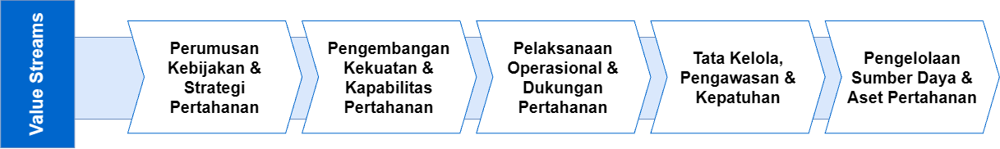 Value Streams
Perumusan
Kebijakan &
Strategi
Pertahanan
Pengembangan
Kekuatan &
Kapabilitas
Pertahanan
Pelaksanaan
Operasional &
Dukungan
Pertahanan
Tata Kelola,
Pengawasan &
Kepatuhan
Pengelolaan
Sumber Daya &
Aset Pertahanan